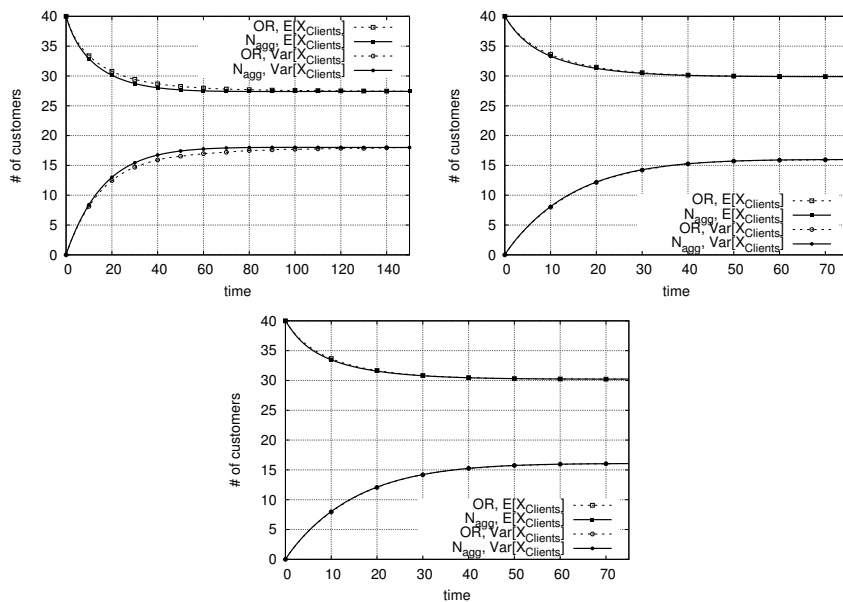 40
35
30
25
20
15
10
5
0
# of customers
0 20 40 60 80 100 120 140
time
OR, E[X_Clients]
N_agg, E[X_Clients]
OR, Var[X_Clients]
N_agg, Var[X_Clients]
40
35
30
25
20
15
10
5
0
# of customers
0 10 20 30 40 50 60 70
time
OR, E[X_Clients]
N_agg, E[X_Clients]
OR, Var[X_Clients]
N_agg, Var[X_Clients]
40
35
30
25
20
15
10
5
0
# of customers
0 10 20 30 40 50 60 70
time
OR, E[X_Clients]
N_agg, E[X_Clients]
OR, Var[X_Clients]
N_agg, Var[X_Clients]